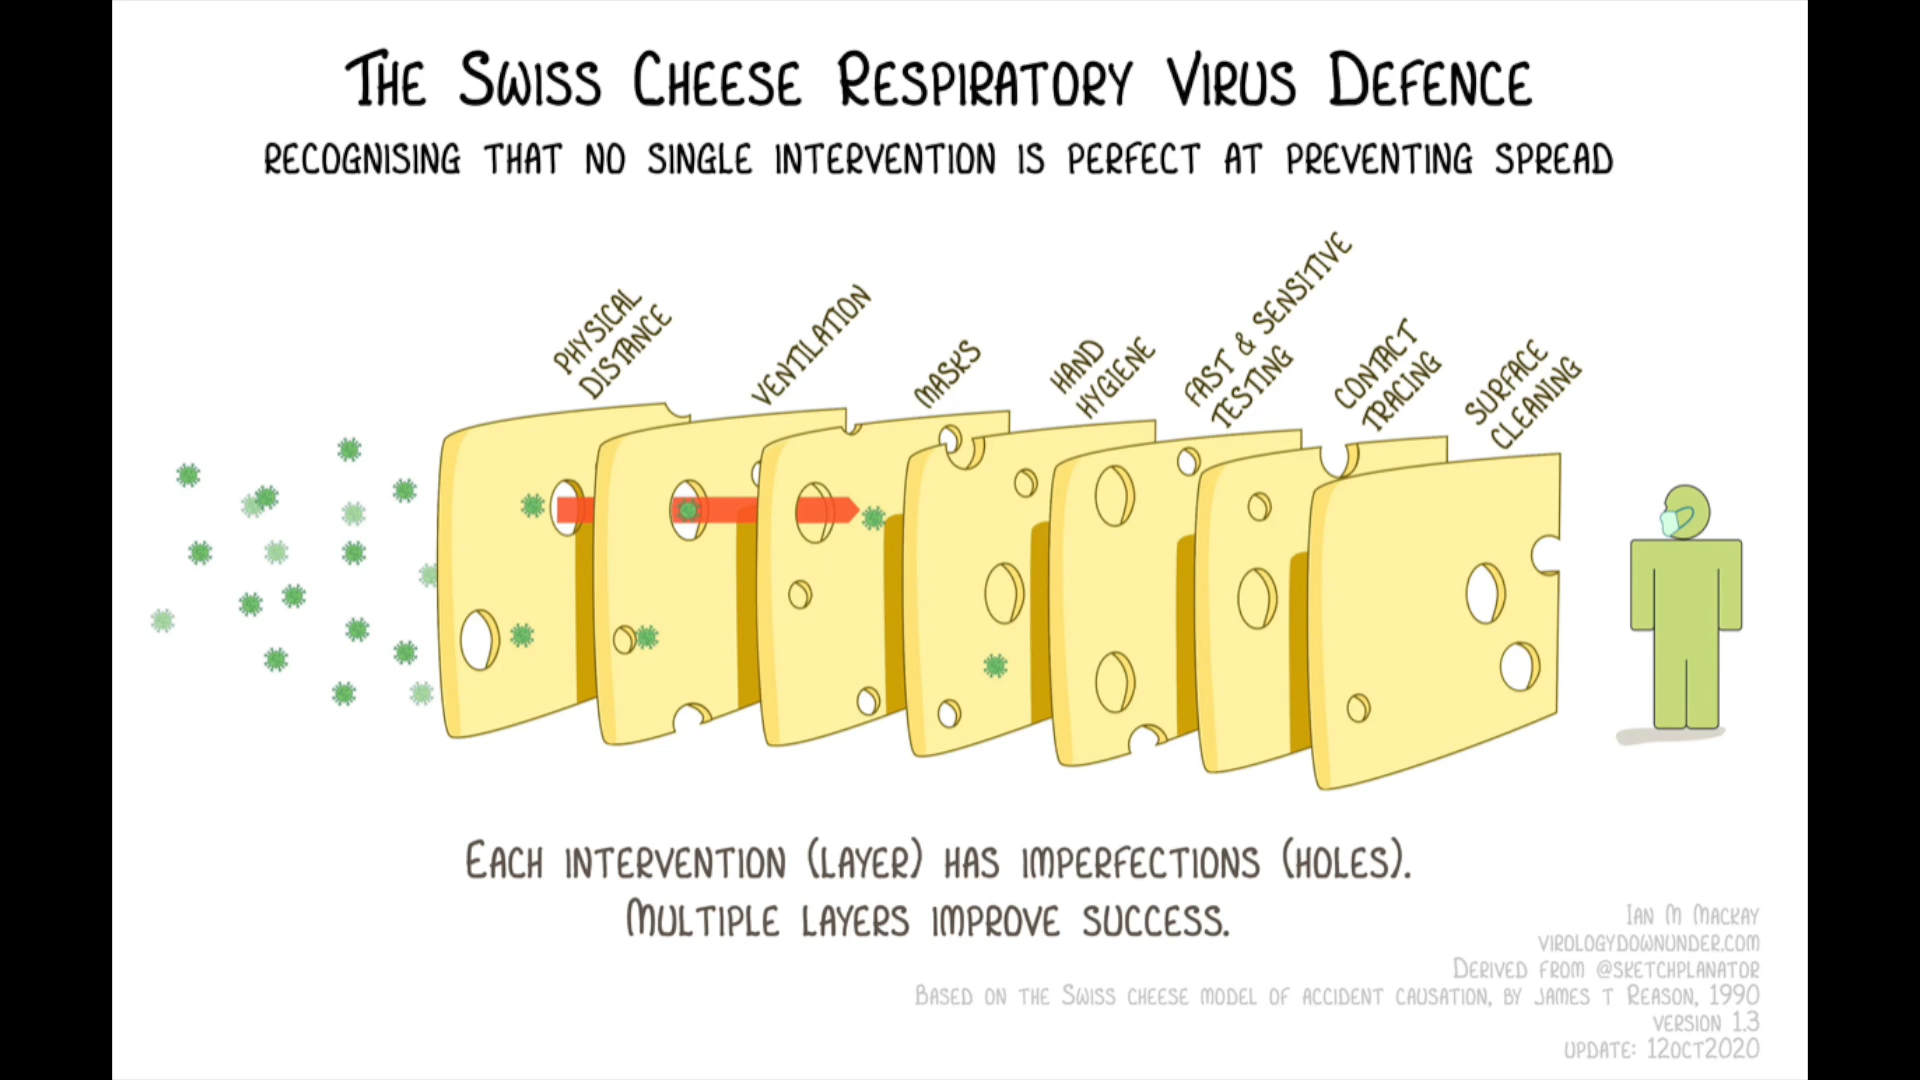 THE SWISS CHEESE RESPIRATORY VIRUS DEFENCE
RECOGNISING THAT NO SINGLE INTERVENTION IS PERFECT AT PREVENTING SPREAD
PHYSICAL
DISTANCE
VENTILATION
MASKS
HAND
HYGIENE
FAST & SENSITIVE
TESTING
CONTACT
TRACING
SURFACE
CLEANING
EACH INTERVENTION (LAYER) HAS IMPERFECTIONS (HOLES).
MULTIPLE LAYERS IMPROVE SUCCESS.
IAN M MACKAY
VIROLOGYDOWNUNDER.COM
DERIVED FROM @SKETCHPLANATOR
BASED ON THE SWISS CHEESE MODEL OF ACCIDENT CAUSATION, BY JAMES T REASON, 1990
VERSION 1.3
UPDATE: 12OCT2020